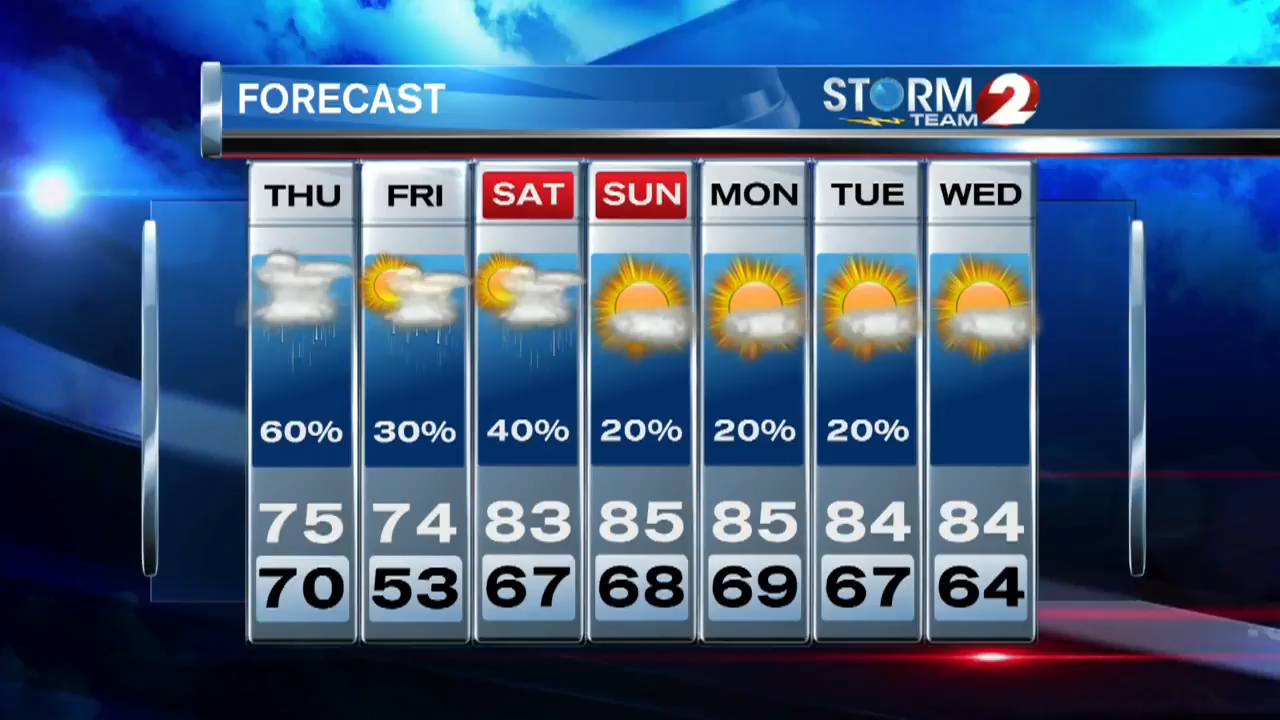 FORECAST
STORM TEAM 2
THU FRI SAT SUN MON TUE WED
60% 30% 40% 20% 20% 20%
75 74 83 85 85 84 84
70 53 67 68 69 67 64